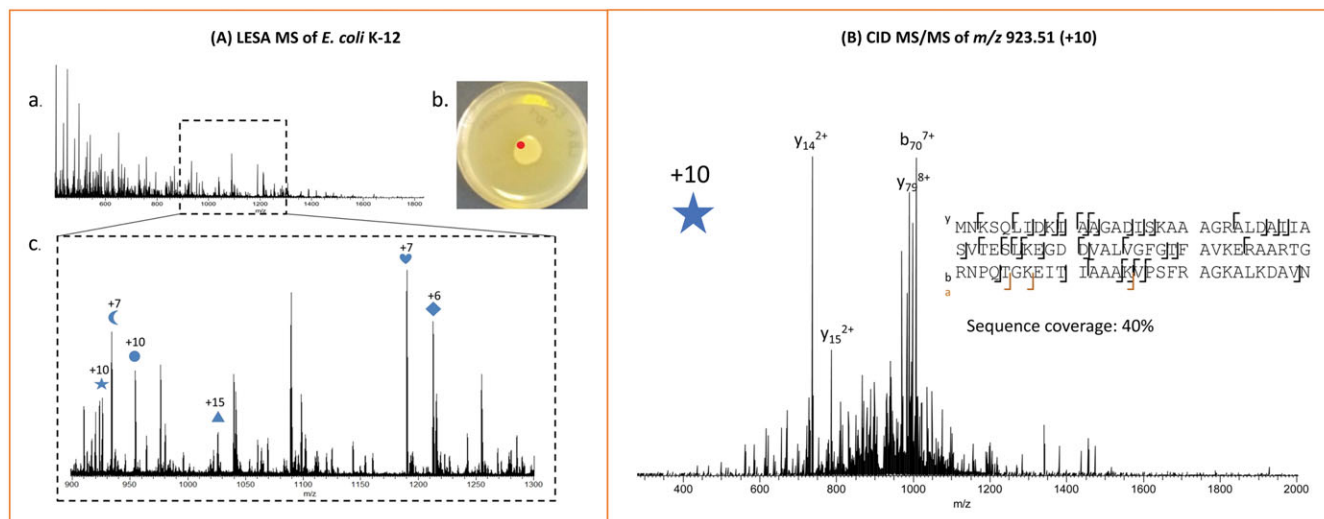 (A) LESA MS of E. coli K-12
a.
b.
400 600 800 1000 1200 1400 1600 1800
m/z
c.
+7
+10
+10
+15
+7
+6
900 950 1000 1050 1100 1150 1200 1250 1300
m/z
(B) CID MS/MS of m/z 923.51 (+10)
+10
y14 2+
b70 7+
y79 8+
y15 2+
y
MNKSQLIDKI AAGADISKAA AGRALDAIIA
SVTESLKEGD DVALVGFGTF AVKERAARTG
b
RNPQTGKEIT IAAAKVPSFR AGKALKDAVN
a
Sequence coverage: 40%
400 600 800 1000 1200 1400 1600 1800 2000
m/z